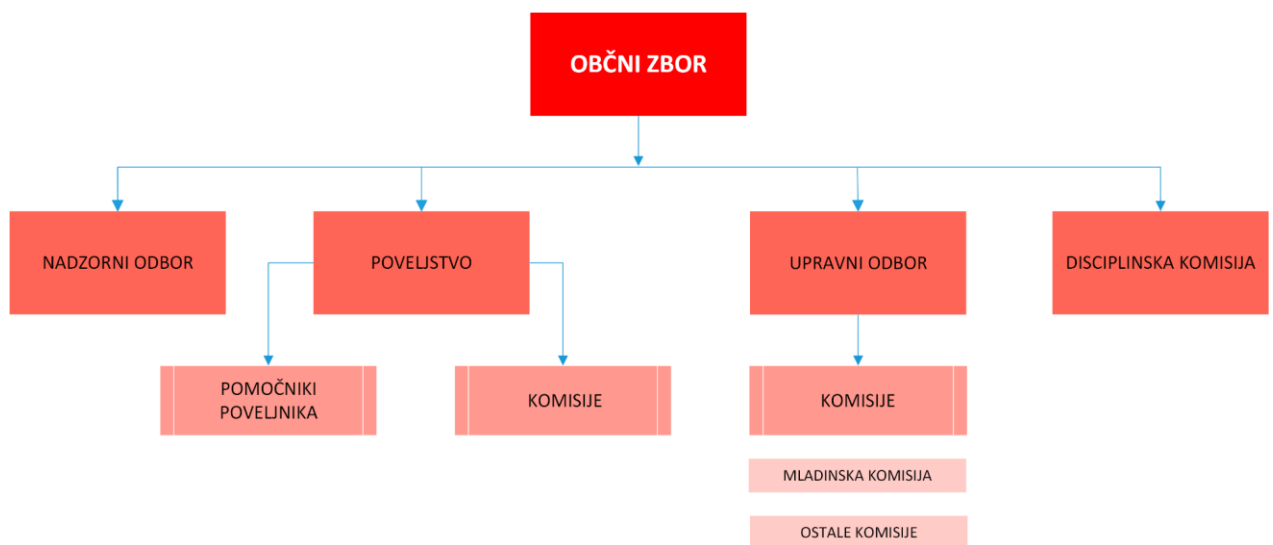 OBČNI ZBOR
NADZORNI ODBOR
POVELJSTVO
UPRAVNI ODBOR
DISCIPLINSKA KOMISIJA
POMOČNIKI
POVELJNIKA
KOMISIJE
KOMISIJE
MLADINSKA KOMISIJA
OSTALE KOMISIJE